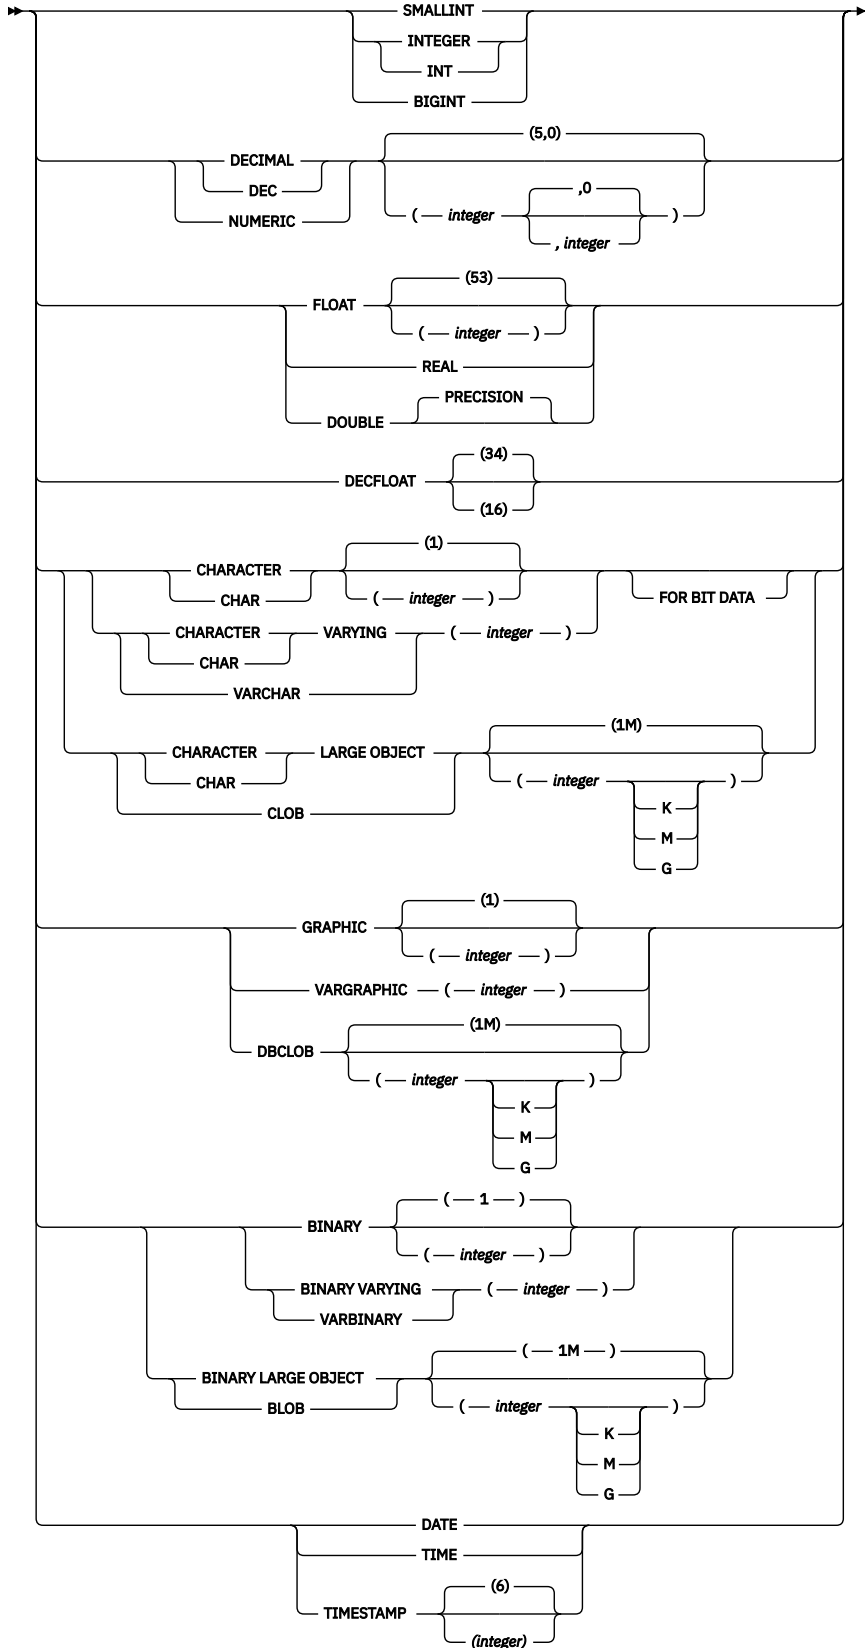 SMALLINT
INTEGER
INT
BIGINT
(5,0)
DECIMAL
DEC
,0
NUMERIC
( integer )
, integer
(53)
FLOAT
( integer )
REAL
PRECISION
DOUBLE
(34)
DECFLOAT
(16)
(1)
CHARACTER
CHAR ( integer ) FOR BIT DATA
CHARACTER VARYING ( integer )
CHAR
VARCHAR
(1M)
CHARACTER LARGE OBJECT
CHAR ( integer )
K
CLOB
M
G
(1)
GRAPHIC
( integer )
VARGRAPHIC ( integer )
(1M)
DBCLOB
( integer )
K
M
G
( 1 )
BINARY
( integer )
BINARY VARYING ( integer )
VARBINARY
( 1M )
BINARY LARGE OBJECT
BLOB ( integer )
K
M
G
DATE
TIME
(6)
TIMESTAMP
(integer)